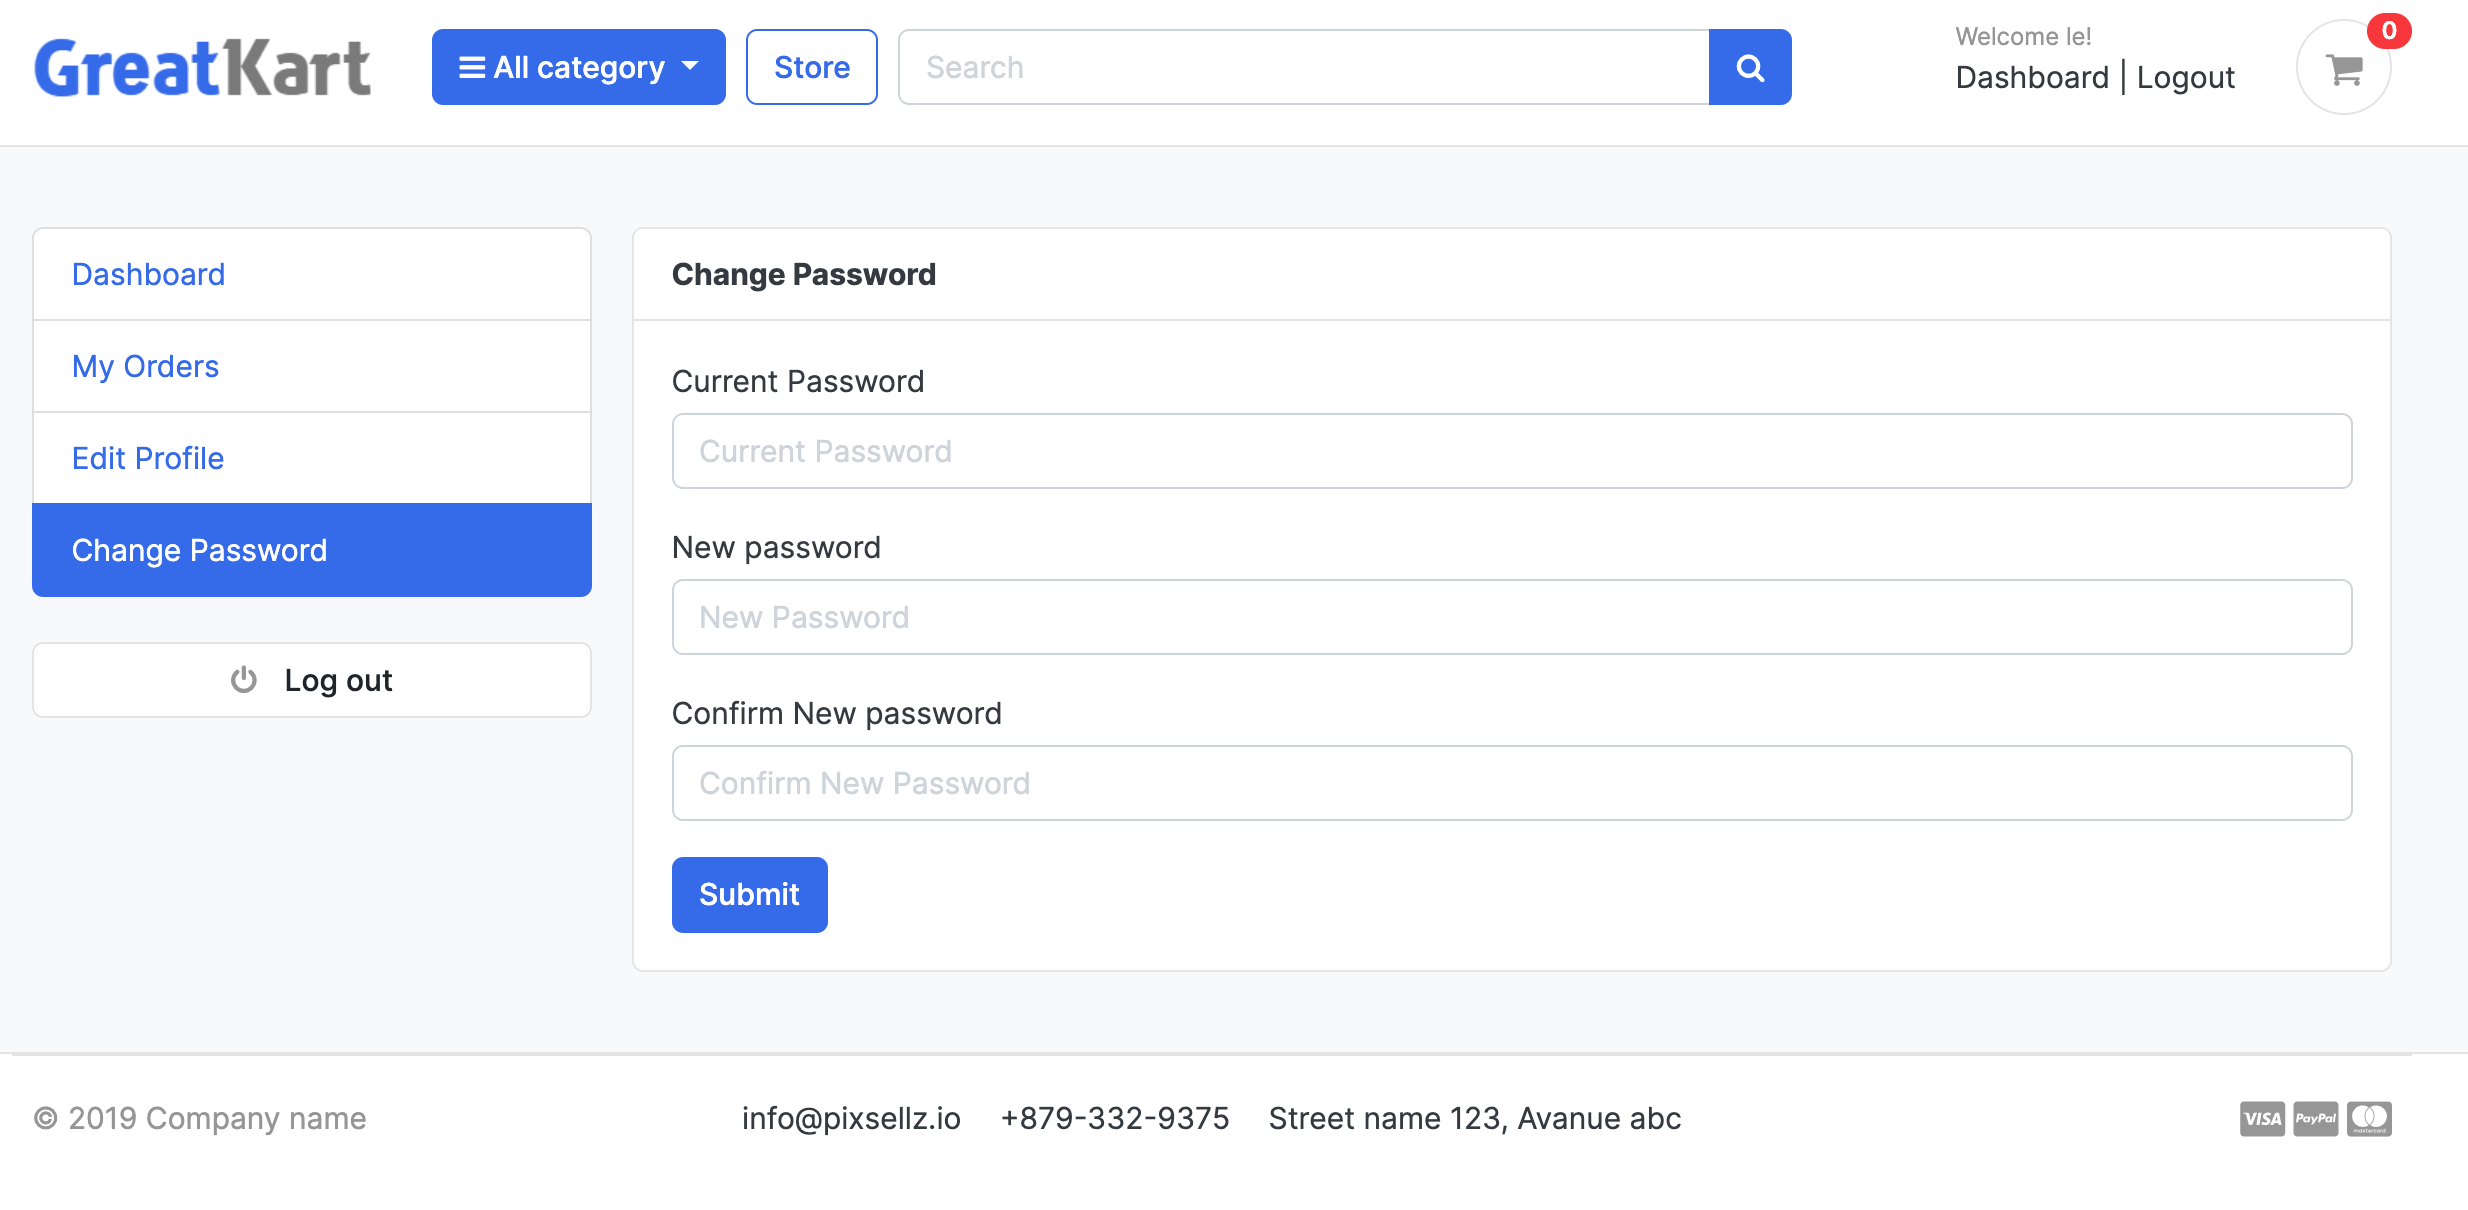 GreatKart
All category
Store
Search
Welcome le!
Dashboard | Logout
0
Dashboard
My Orders
Edit Profile
Change Password
Log out
Change Password
Current Password
Current Password
New password
New Password
Confirm New password
Confirm New Password
Submit
© 2019 Company name
info@pixsellz.io
+879-332-9375
Street name 123, Avanue abc
VISA
PayPal
mastercard